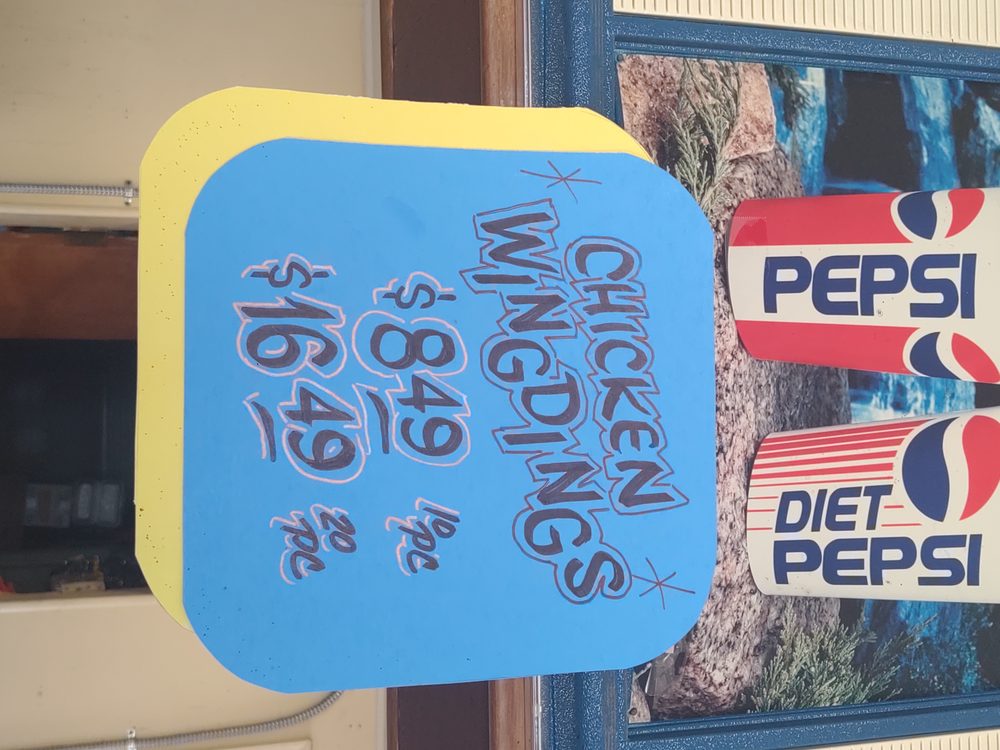 PEPSI
DIET
PEPSI
CHICKEN
WINGDINGS
$8.49 10 pc
$16.49 20 pc